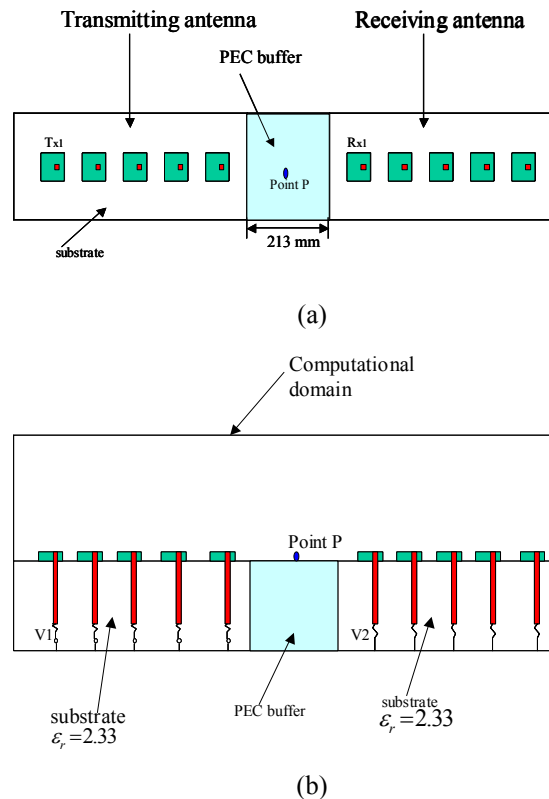 Transmitting antenna
Receiving antenna
PEC buffer
Tx1
Rx1
Point P
substrate
213 mm
(a)
Computational
domain
Point P
V1
V2
substrate
εr=2.33
PEC buffer
substrate
εr=2.33
(b)